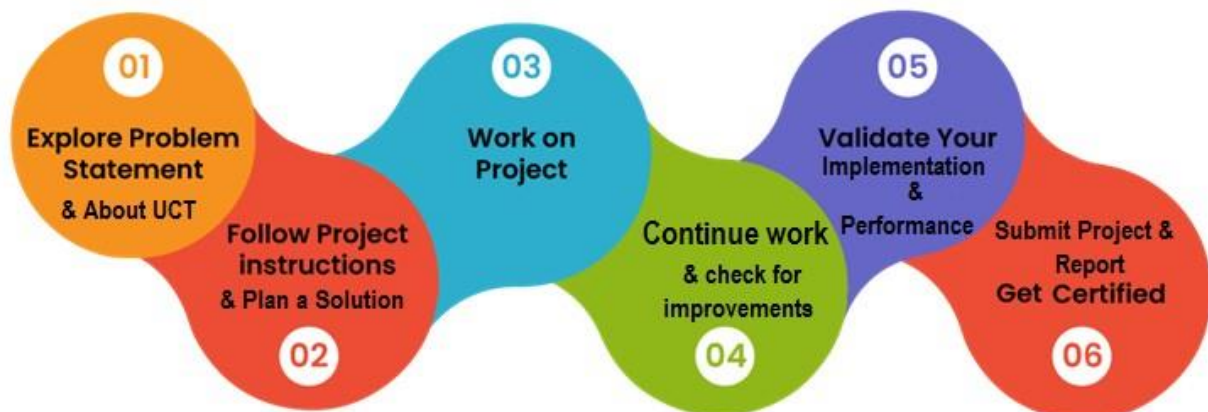 01
Explore Problem
Statement
& About UCT
Follow Project
instructions
& Plan a Solution
02
03
Work on
Project
Continue work
& check for
improvements
04
05
Validate Your
Implementation
&
Performance
Submit Project &
Report
Get Certified
06